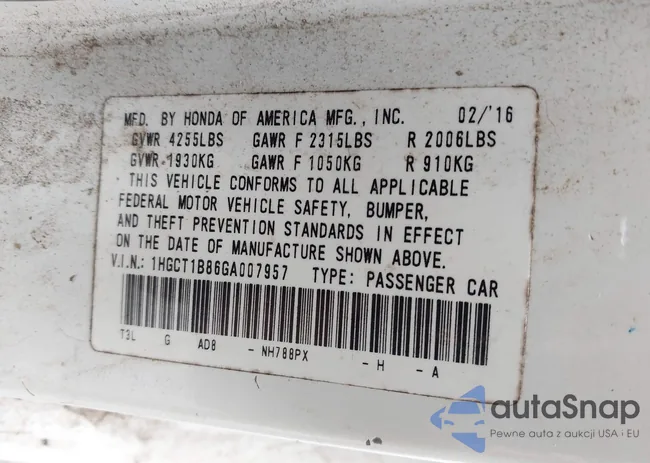 MFD. BY HONDA OF AMERICA MFG., INC. 02/'16
GVWR 4255LBS GAWR F 2315LBS R 2006LBS
GVWR 1930KG GAWR F 1050KG R 910KG
THIS VEHICLE CONFORMS TO ALL APPLICABLE
FEDERAL MOTOR VEHICLE SAFETY, BUMPER,
AND THEFT PREVENTION STANDARDS IN EFFECT
ON THE DATE OF MANUFACTURE SHOWN ABOVE.
V.I.N.: 1HGCT1B86GA007957 TYPE: PASSENGER CAR
T3L G AD8 - NH788PX - H - A
autaSnap
Pewne auta z aukcji USA i EU